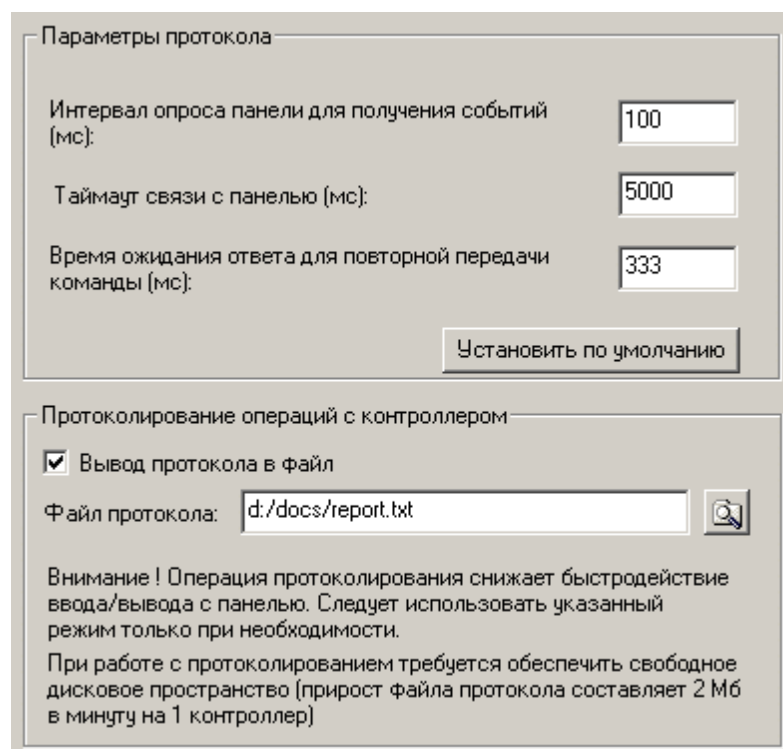 Параметры протокола
Интервал опроса панели для получения событий
(мс):
100
Таймаут связи с панелью (мс):
5000
Время ожидания ответа для повторной передачи
команды (мс):
333
Установить по умолчанию
Протоколирование операций с контроллером
Вывод протокола в файл
Файл протокола:
d:/docs/report.txt
Внимание ! Операция протоколирования снижает быстродействие
ввода/вывода с панелью. Следует использовать указанный
режим только при необходимости.
При работе с протоколированием требуется обеспечить свободное
дисковое пространство (прирост файла протокола составляет 2 Мб
в минуту на 1 контроллер)